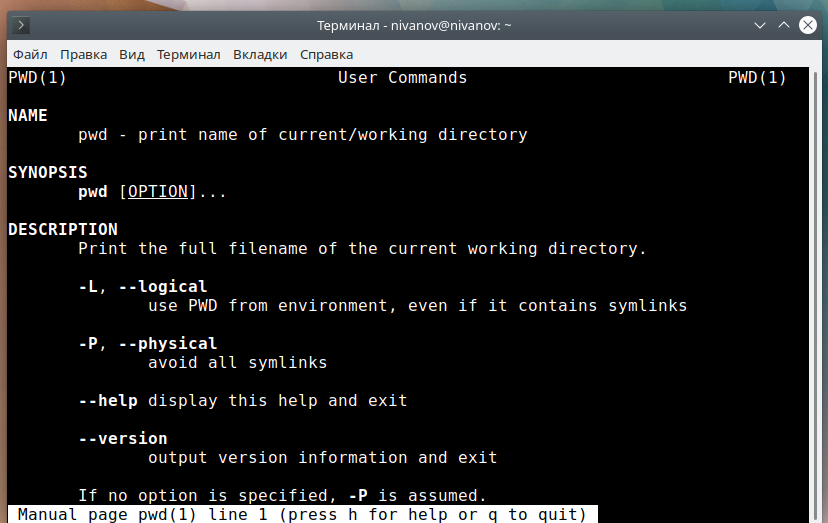 Терминал - nivanov@nivanov: ~
Файл Правка Вид Терминал Вкладки Справка
PWD(1) User Commands PWD(1)
NAME
pwd - print name of current/working directory
SYNOPSIS
pwd [OPTION]...
DESCRIPTION
Print the full filename of the current working directory.
-L, --logical
use PWD from environment, even if it contains symlinks
-P, --physical
avoid all symlinks
--help display this help and exit
--version
output version information and exit
If no option is specified, -P is assumed.
Manual page pwd(1) line 1 (press h for help or q to quit)